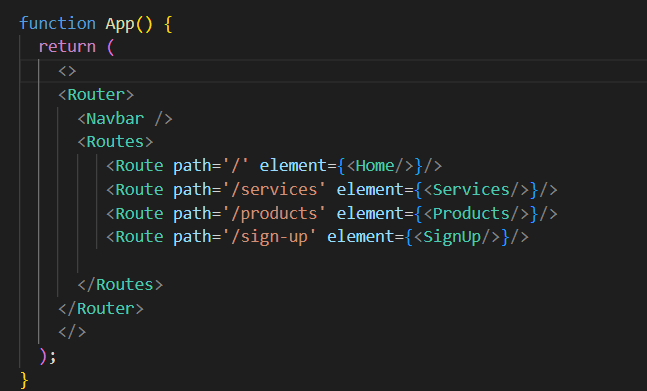 function App() {
return (
<>
<Router>
<Navbar />
<Routes>
<Route path='/' element={<Home/>}/>
<Route path='/services' element={<Services/>}/>
<Route path='/products' element={<Products/>}/>
<Route path='/sign-up' element={<SignUp/>}/>
</Routes>
</Router>
</>
);
}